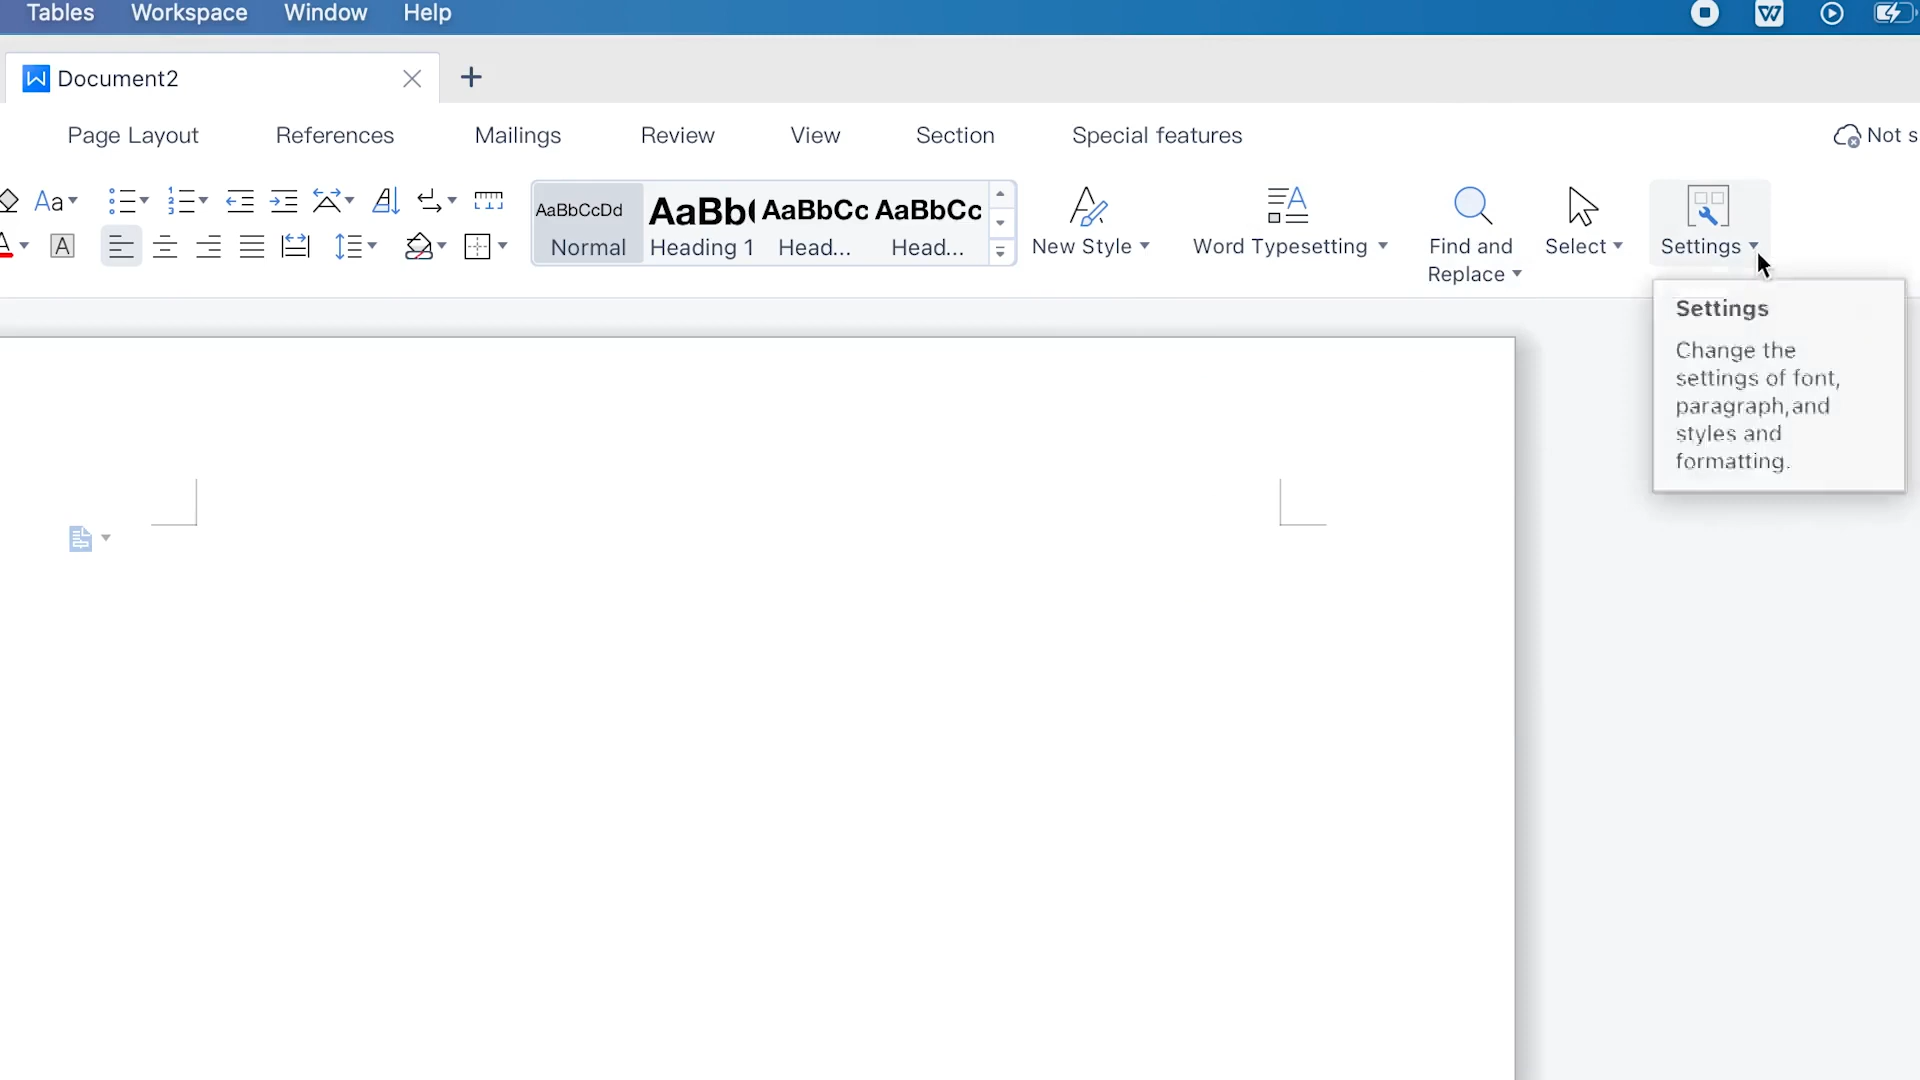 Tables Workspace Window Help
Document2
Page Layout References Mailings Review View Section Special features Not s
Aa
A A
AaBbCcDd AaBb( AaBbCc AaBbCc
Normal Heading 1 Head... Head...
New Style Word Typesetting Find and Replace Select Settings
Settings
Change the
settings of font,
paragraph,and
styles and
formatting.